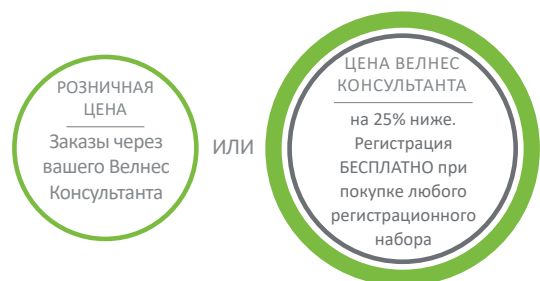 РОЗНИЧНАЯ
ЦЕНА
Заказы через
вашего Велнес
Консультанта
ИЛИ
ЦЕНА ВЕЛНЕС
КОНСУЛЬТАНТА
на 25% ниже.
Регистрация
БЕСПЛАТНО при
покупке любого
регистрационного
набора